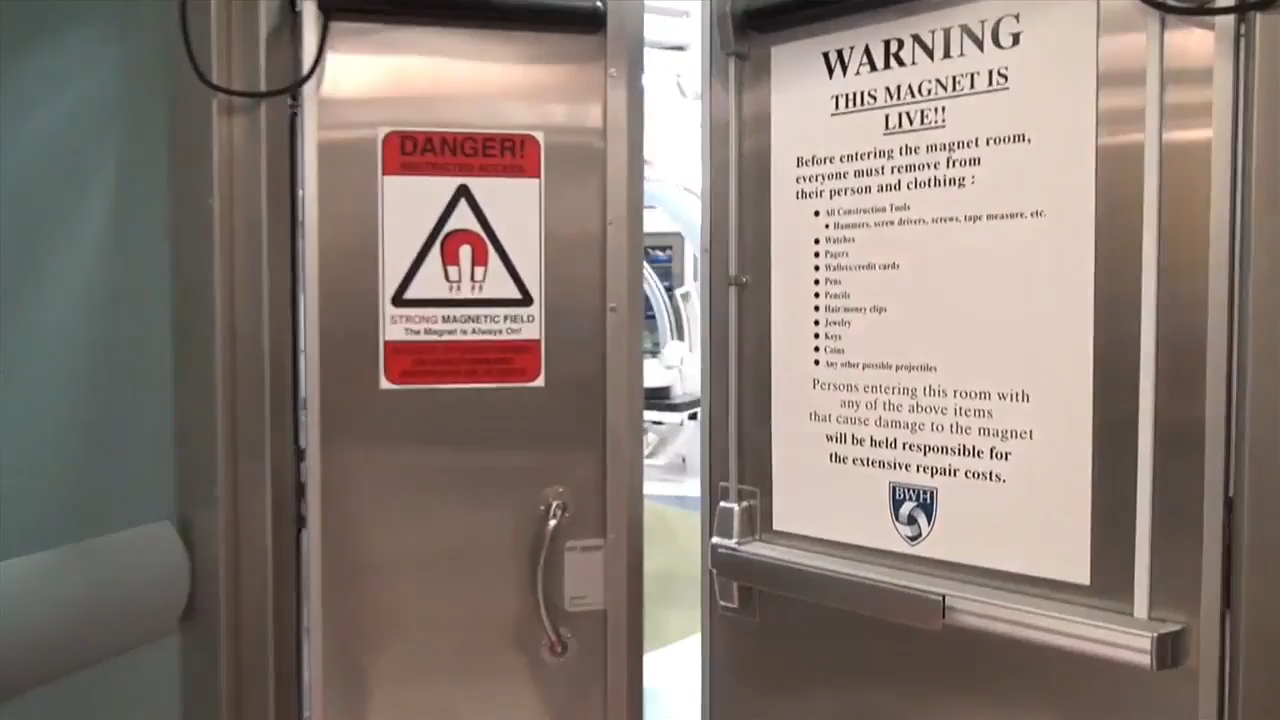 DANGER!
RESTRICTED ACCESS
STRONG MAGNETIC FIELD
The Magnet is Always On!
WARNING
THIS MAGNET IS
LIVE!!
Before entering the magnet room,
everyone must remove from
their person and clothing :
All Construction Tools
Hammers, screw drivers, screws, tape measure, etc.
Watches
Pagers
Wallets/credit cards
Pens
Pencils
Hair/money clips
Jewelry
Keys
Coins
Any other possible projectiles
Persons entering this room with
any of the above items
that cause damage to the magnet
will be held responsible for
the extensive repair costs.
BWH